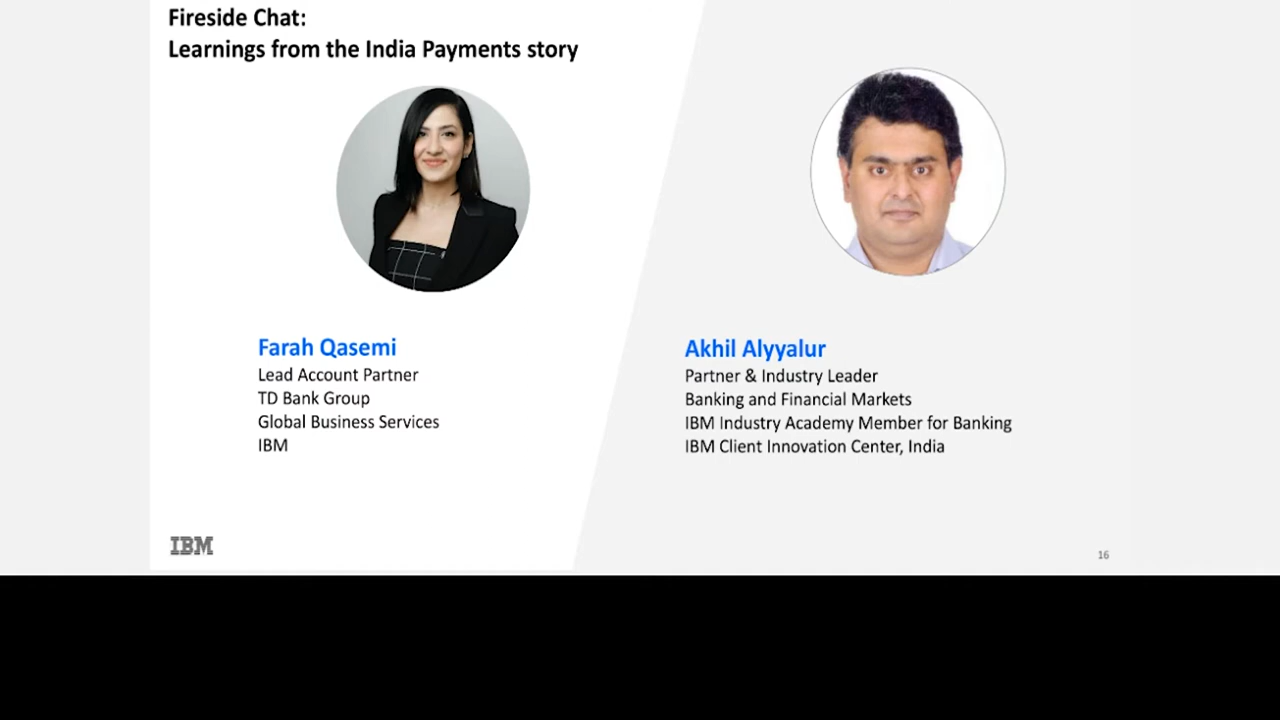 Fireside Chat:
Learnings from the India Payments story
Farah Qasemi
Lead Account Partner
TD Bank Group
Global Business Services
IBM
Akhil Alyyalur
Partner & Industry Leader
Banking and Financial Markets
IBM Industry Academy Member for Banking
IBM Client Innovation Center, India
IBM
16